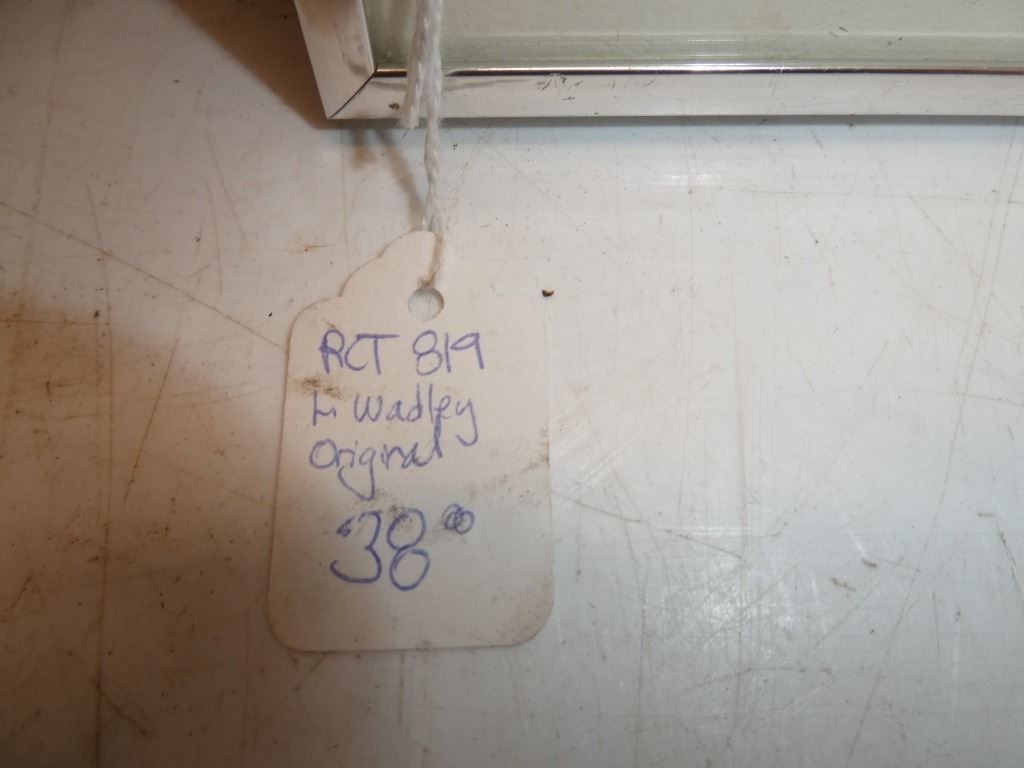 RCT 819
L. Wadley
Original
$38.00